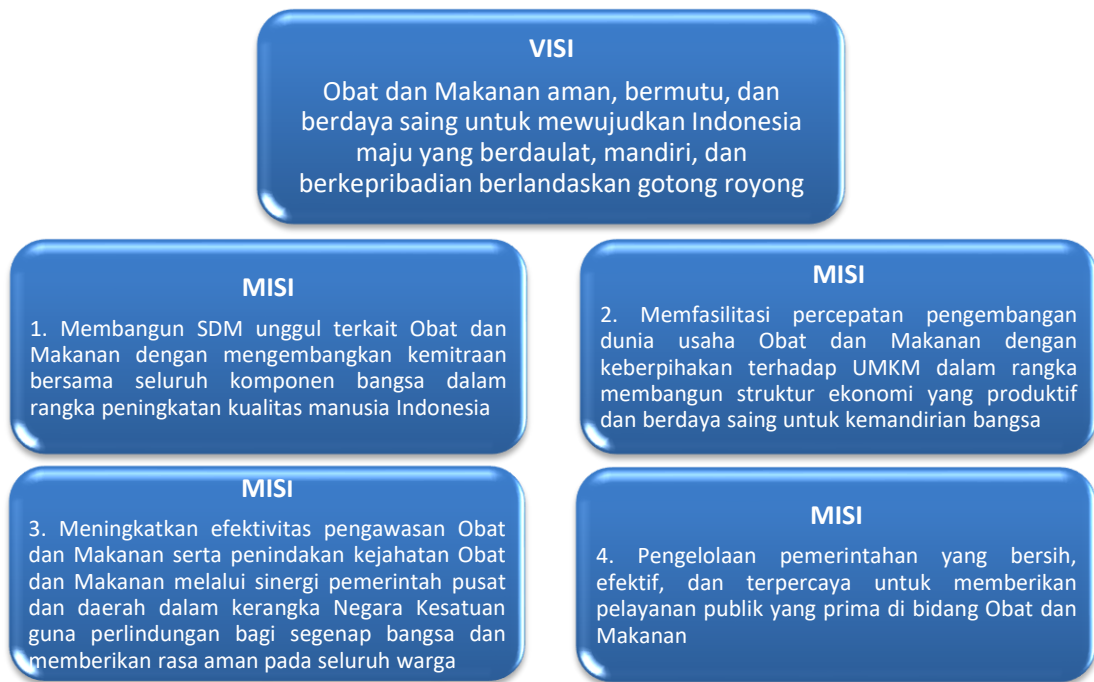 VISI
Obat dan Makanan aman, bermutu, dan
berdaya saing untuk mewujudkan Indonesia
maju yang berdaulat, mandiri, dan
berkepribadian berlandaskan gotong royong
MISI
1. Membangun SDM unggul terkait Obat dan
Makanan dengan mengembangkan kemitraan
bersama seluruh komponen bangsa dalam
rangka peningkatan kualitas manusia Indonesia
MISI
2. Memfasilitasi percepatan pengembangan
dunia usaha Obat dan Makanan dengan
keberpihakan terhadap UMKM dalam rangka
membangun struktur ekonomi yang produktif
dan berdaya saing untuk kemandirian bangsa
MISI
3. Meningkatkan efektivitas pengawasan Obat
dan Makanan serta penindakan kejahatan Obat
dan Makanan melalui sinergi pemerintah pusat
dan daerah dalam kerangka Negara Kesatuan
guna perlindungan bagi segenap bangsa dan
memberikan rasa aman pada seluruh warga
MISI
4. Pengelolaan pemerintahan yang bersih,
efektif, dan terpercaya untuk memberikan
pelayanan publik yang prima di bidang Obat dan
Makanan